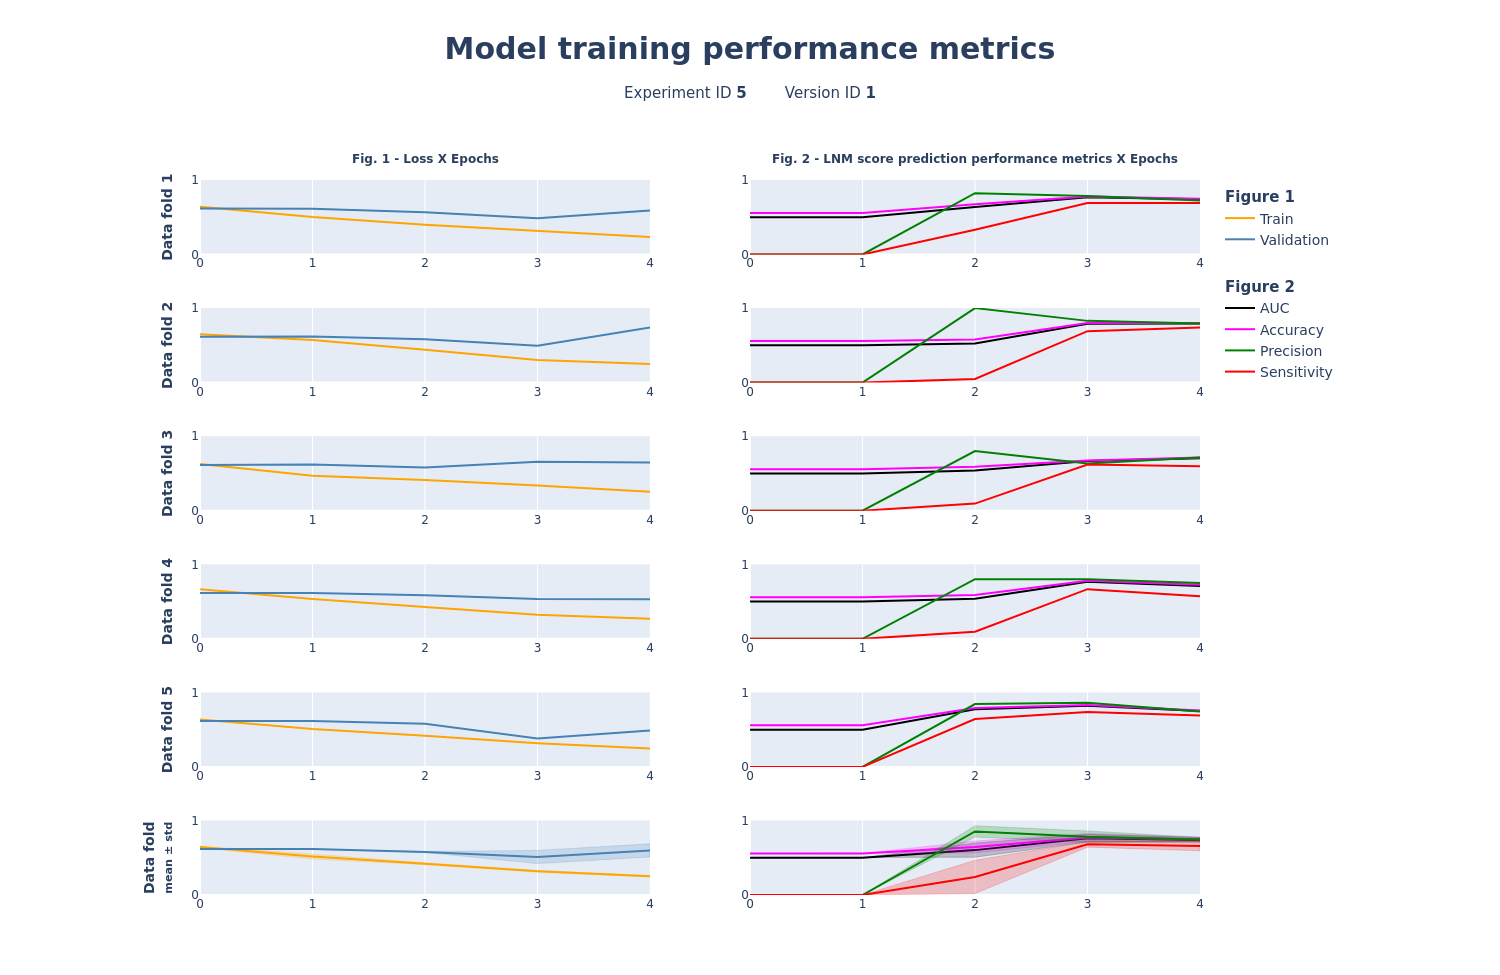 Model training performance metrics
Experiment ID 5 Version ID 1
Fig. 1 - Loss X Epochs
Fig. 2 - LNM score prediction performance metrics X Epochs
Data fold 1
1
0
0 1 2 3 4
1
0
0 1 2 3 4
Figure 1
Train
Validation
Figure 2
AUC
Accuracy
Precision
Sensitivity
Data fold 2
1
0
0 1 2 3 4
1
0
0 1 2 3 4
Data fold 3
1
0
0 1 2 3 4
1
0
0 1 2 3 4
Data fold 4
1
0
0 1 2 3 4
1
0
0 1 2 3 4
Data fold 5
1
0
0 1 2 3 4
1
0
0 1 2 3 4
Data fold
mean ± std
1
0
0 1 2 3 4
1
0
0 1 2 3 4